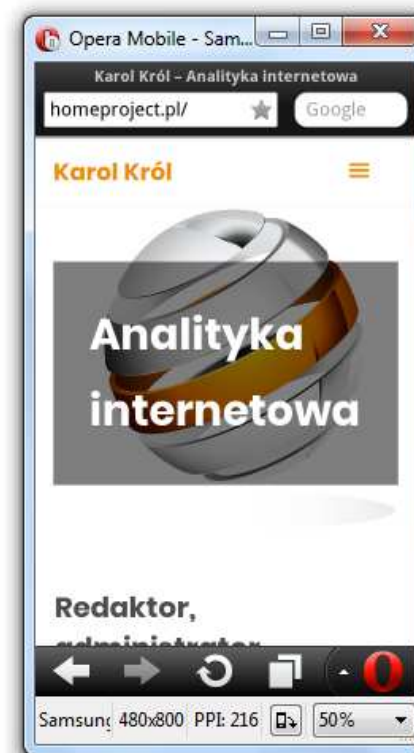 Opera Mobile - Sam...
Karol Król – Analityka internetowa
homeproject.pl/
Google
Karol Król
Analityka
internetowa
Redaktor,
administrator
Samsung 480x800 PPI: 216 50%